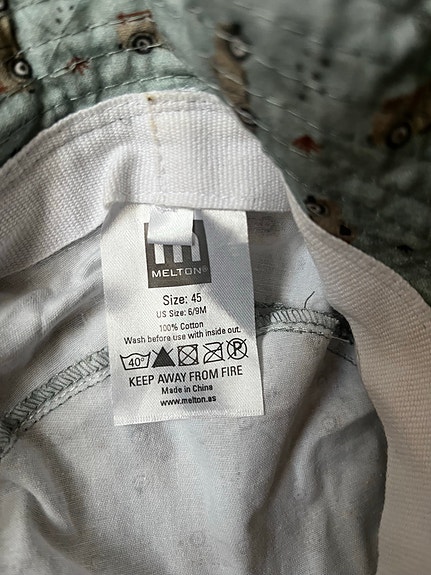 MELTON®
Size: 45
US Size: 6/9M
100% Cotton
Wash before use with inside out.
40°
P
KEEP AWAY FROM FIRE
Made in China
www.melton.as